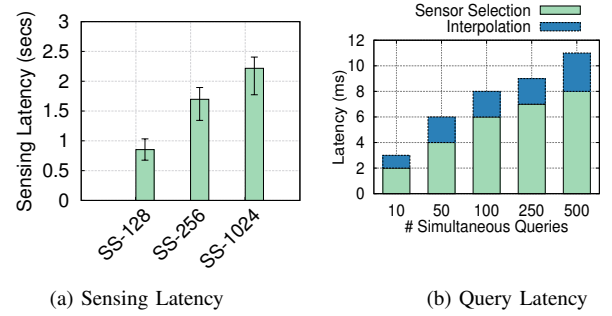 Sensing Latency (secs)
3
2.5
2
1.5
1
0.5
0
SS-128
SS-256
SS-1024
(a) Sensing Latency
Sensor Selection
Interpolation
Latency (ms)
12
10
8
6
4
2
0
10 50 100 250 500
# Simultaneous Queries
(b) Query Latency